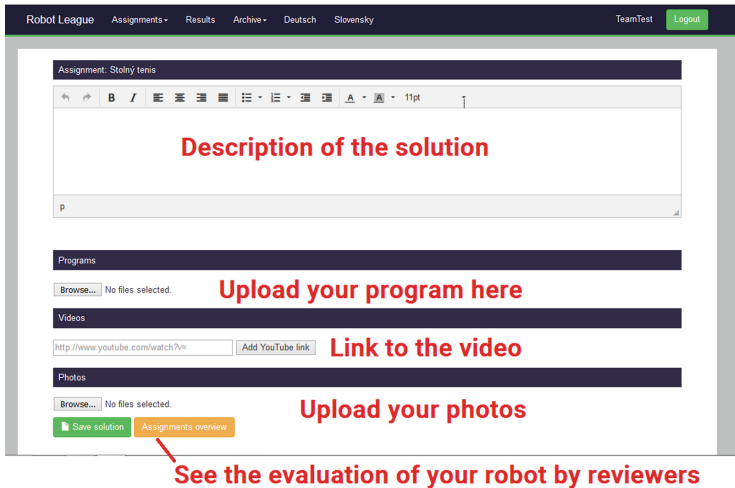 Robot League Assignments Results Archive Deutsch Slovensky TeamTest Logout
Assignment: Stolný tenis
B I A A 11pt
Description of the solution
p
Programs
Browse... No files selected. Upload your program here
Videos
http://www.youtube.com/watch?v= Add YouTube link Link to the video
Photos
Browse... No files selected. Upload your photos
Save solution Assignments overview
See the evaluation of your robot by reviewers